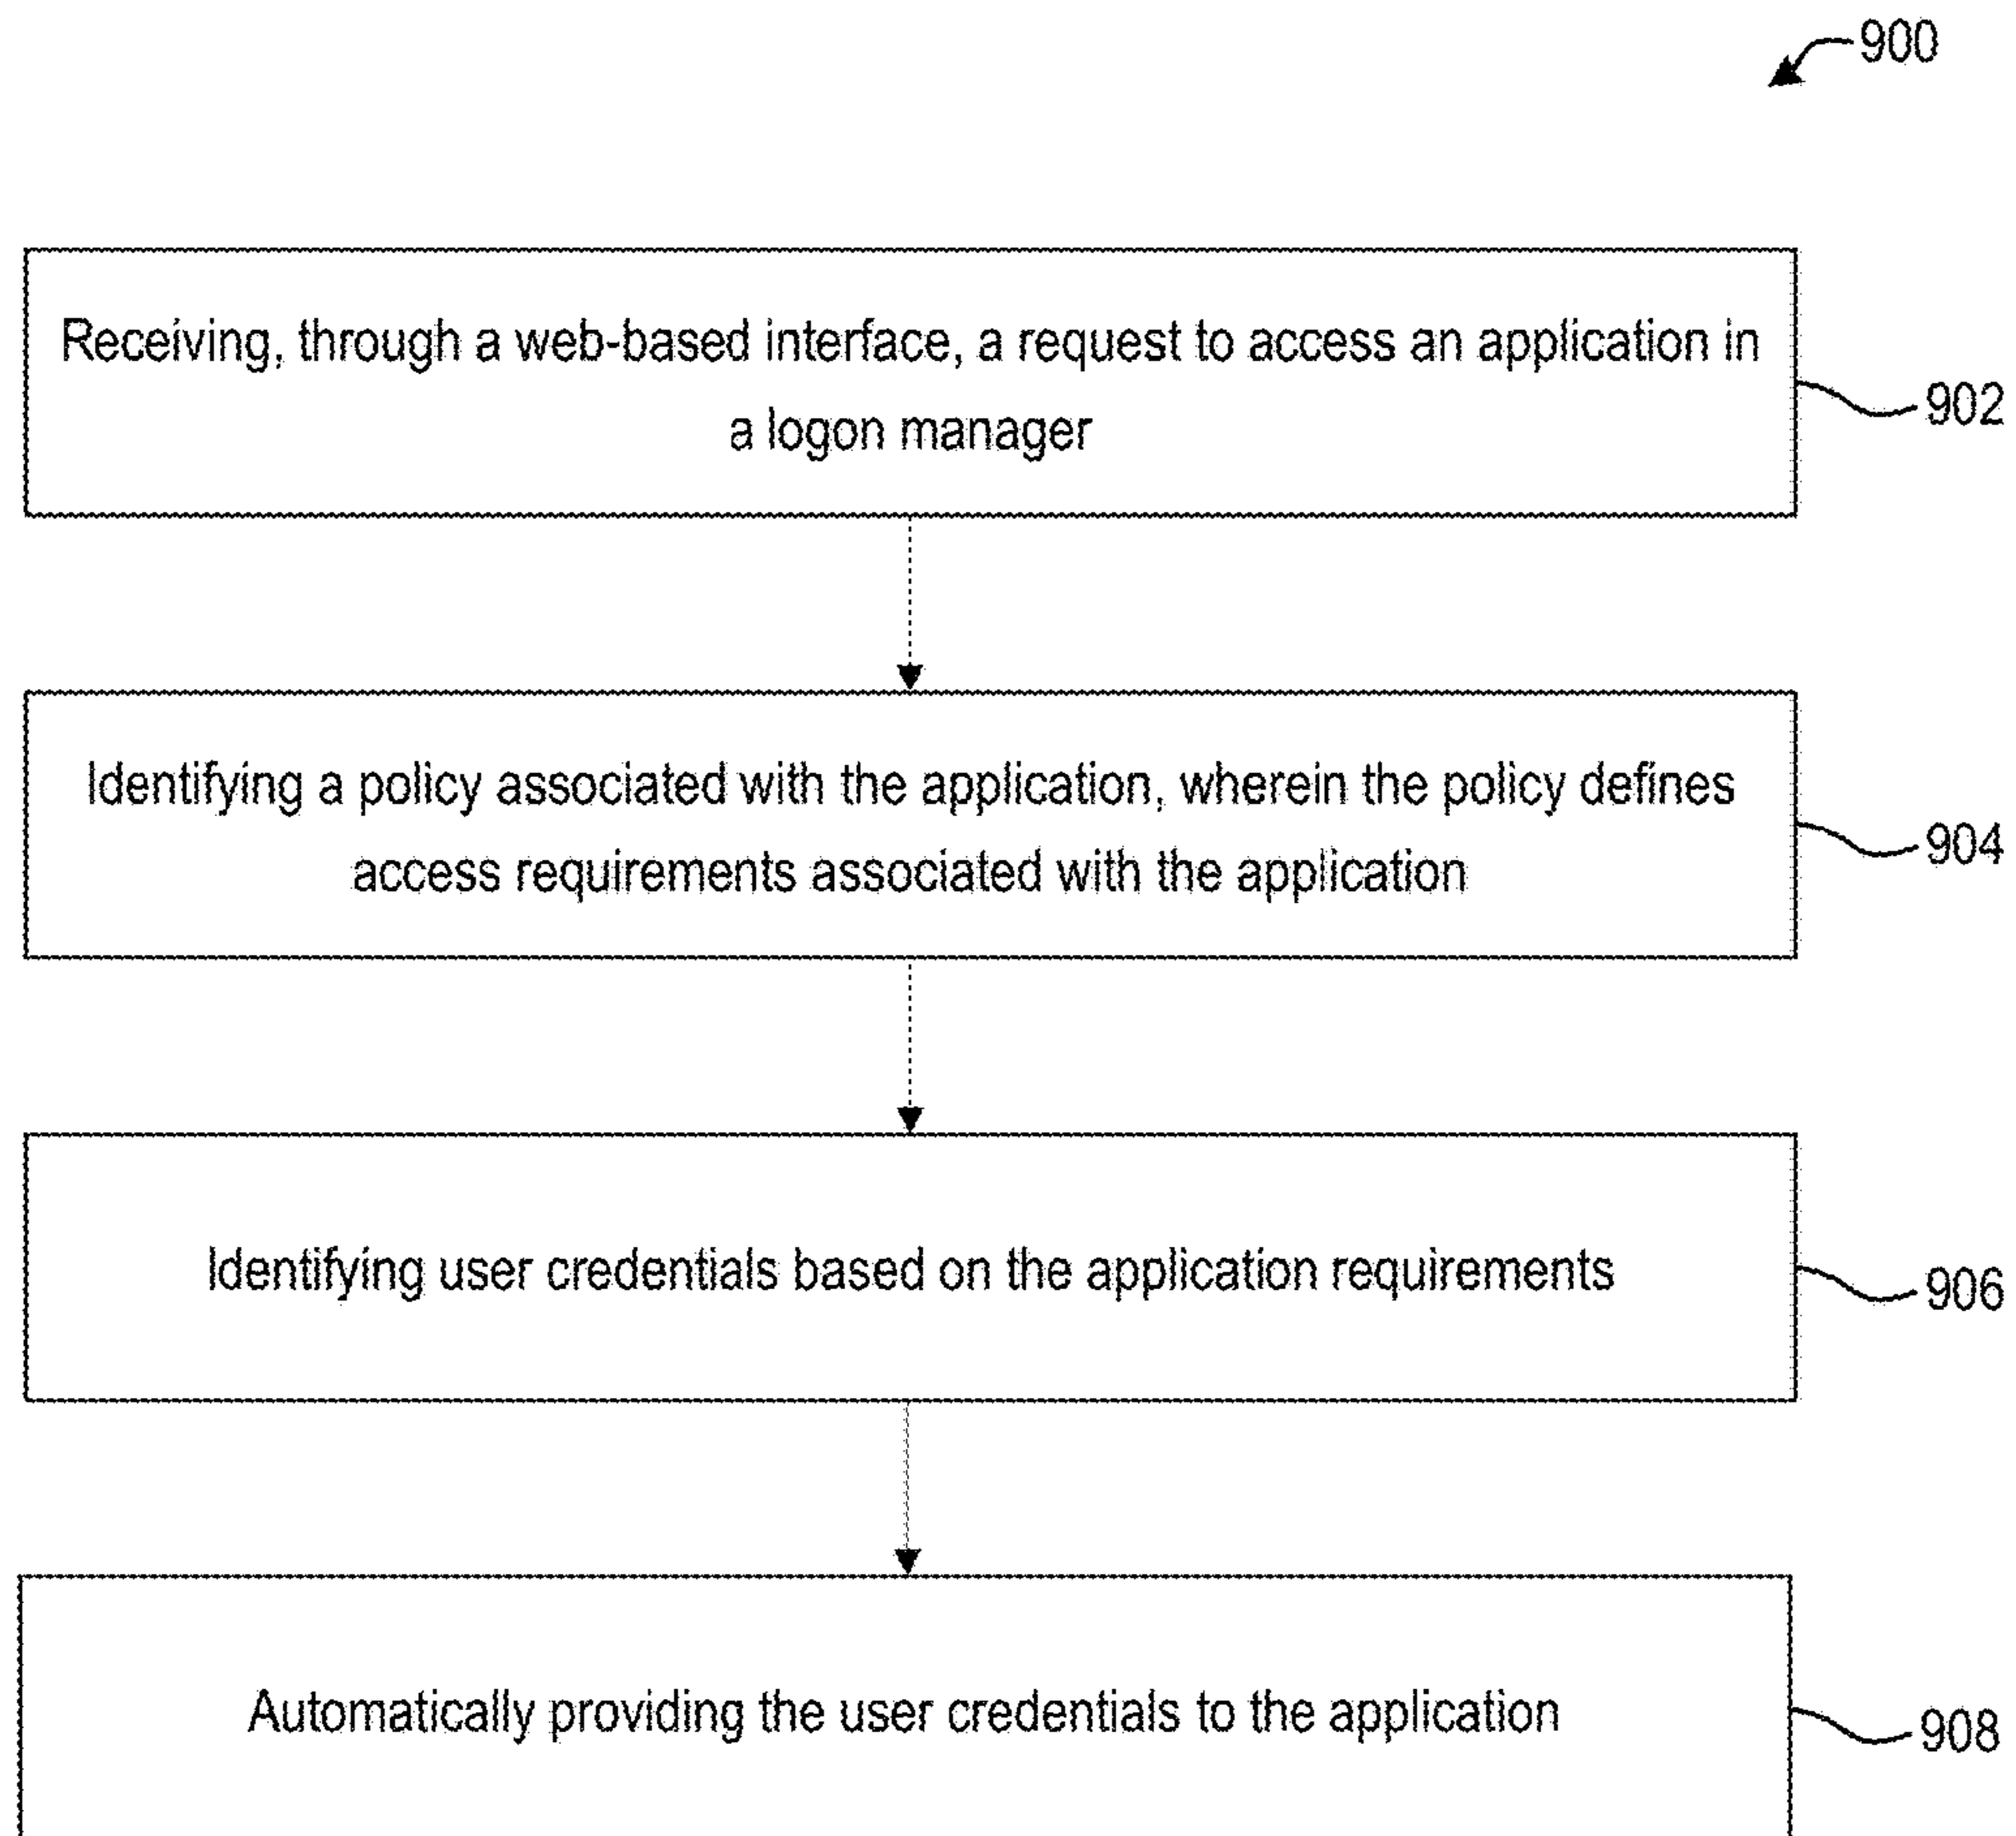 900
Receiving, through a web-based interface, a request to access an application in
a logon manager
902
Identifying a policy associated with the application, wherein the policy defines
access requirements associated with the application
904
Identifying user credentials based on the application requirements
906
Automatically providing the user credentials to the application
908